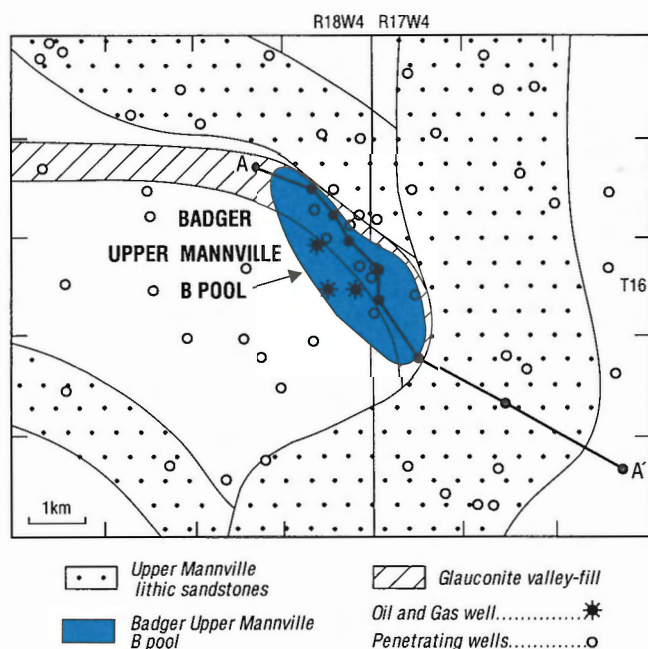 R18W4 R17W4
A
BADGER
UPPER MANNVILLE
B POOL
T16
A'
1km
Upper Mannville
lithic sandstones
Glauconite valley-fill
Badger Upper Mannville
B pool
Oil and Gas well
Penetrating wells